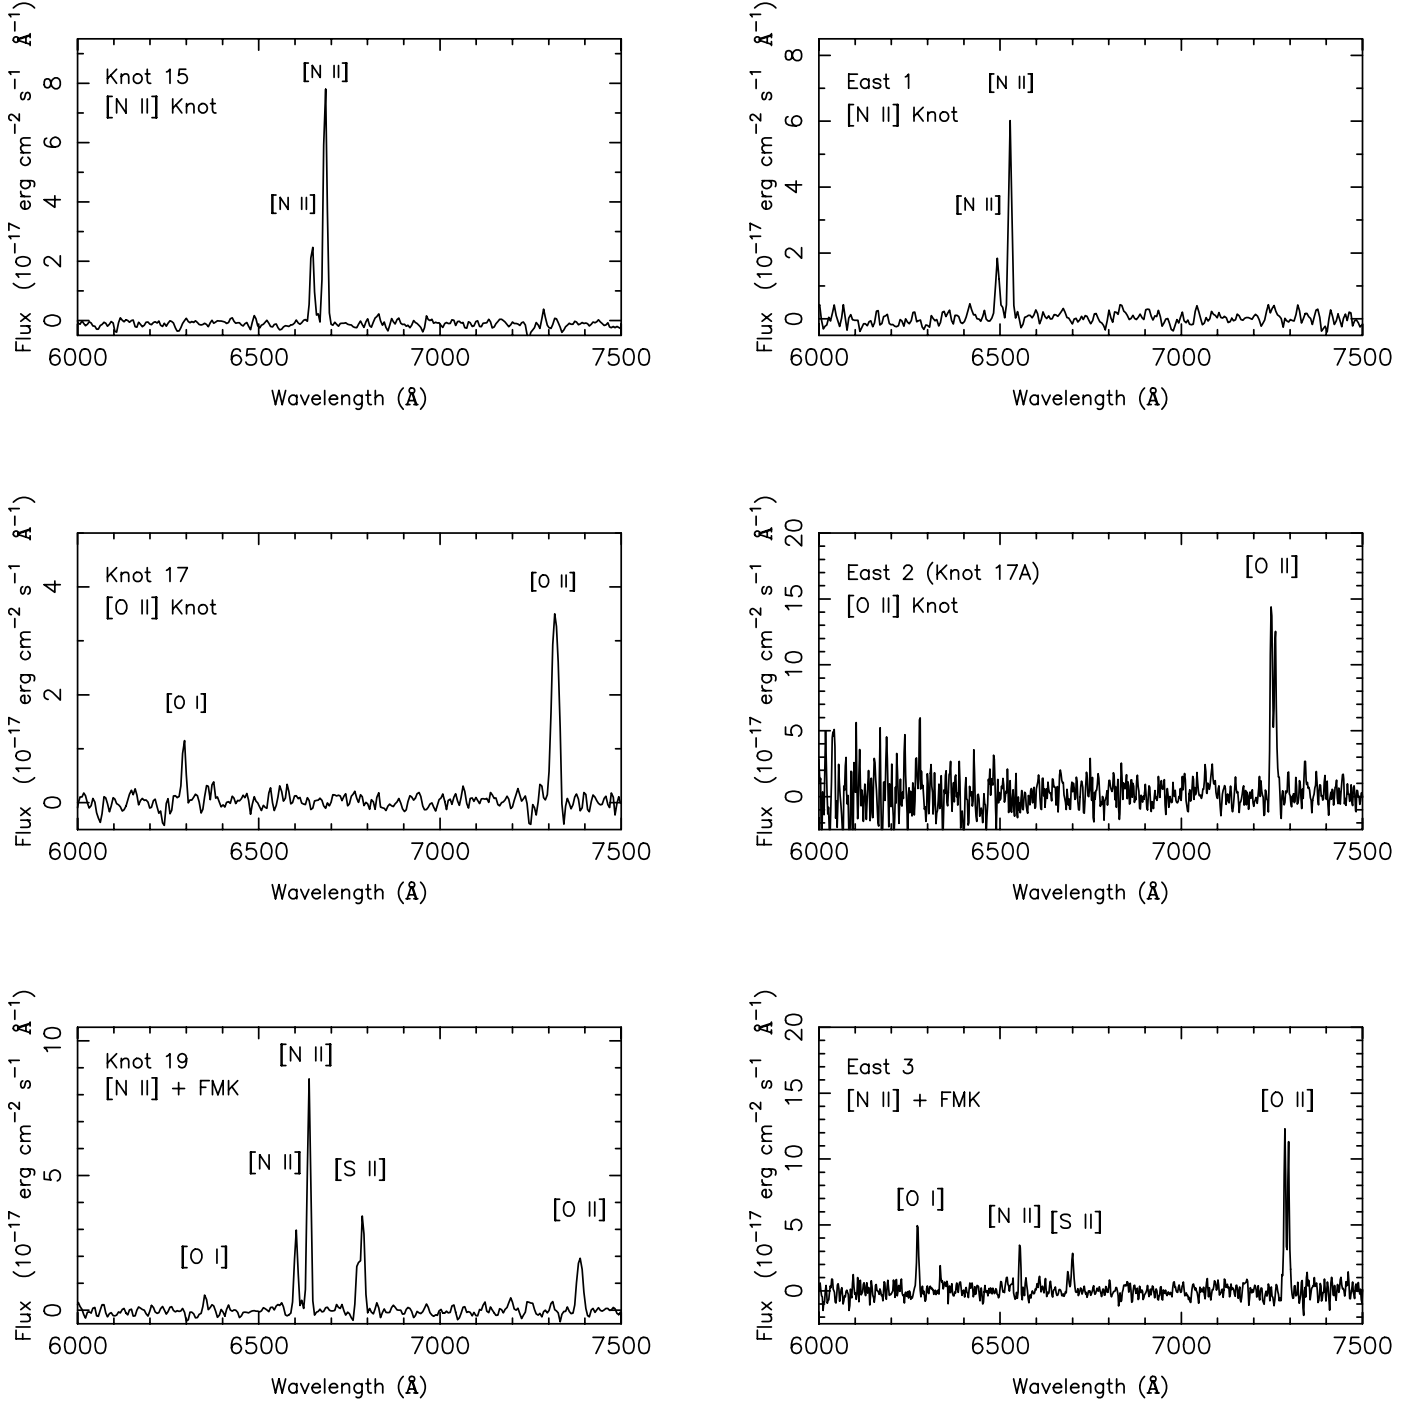 Flux (10−17 erg cm−2 s−1 Å−1)
8
6
4
2
0
Knot 15
[N II] Knot
[N II]
[N II]
6000 6500 7000 7500
Wavelength (Å)
Flux (10−17 erg cm−2 s−1 Å−1)
8
6
4
2
0
East 1
[N II] Knot
[N II]
[N II]
6000 6500 7000 7500
Wavelength (Å)
Flux (10−17 erg cm−2 s−1 Å−1)
4
2
0
Knot 17
[O II] Knot
[O II]
[O I]
6000 6500 7000 7500
Wavelength (Å)
Flux (10−17 erg cm−2 s−1 Å−1)
20
15
10
5
0
East 2 (Knot 17A)
[O II] Knot
[O II]
6000 6500 7000 7500
Wavelength (Å)
Flux (10−17 erg cm−2 s−1 Å−1)
10
5
0
Knot 19
[N II] + FMK
[N II]
[N II]
[S II]
[O II]
[O I]
6000 6500 7000 7500
Wavelength (Å)
Flux (10−17 erg cm−2 s−1 Å−1)
20
15
10
5
0
East 3
[N II] + FMK
[O II]
[O I]
[N II]
[S II]
6000 6500 7000 7500
Wavelength (Å)